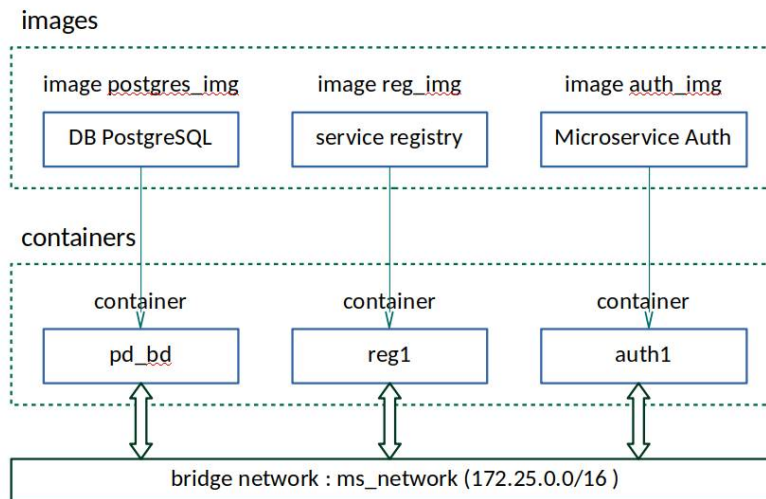 images
image postgres_img
image reg_img
image auth_img
DB PostgreSQL
service registry
Microservice Auth
containers
container
container
container
pd_bd
reg1
auth1
bridge network : ms_network (172.25.0.0/16 )